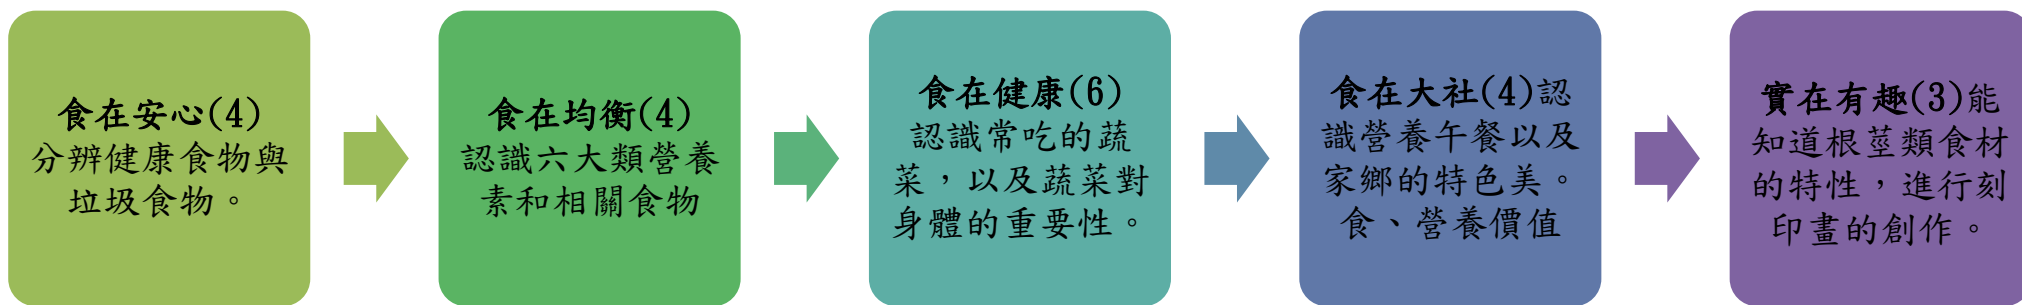 食在安心(4)
分辨健康食物與
垃圾食物。
食在均衡(4)
認識六大類營養
素和相關食物
食在健康(6)
認識常吃的蔬
菜，以及蔬菜對
身體的重要性。
食在大社(4)認
識營養午餐以及
家鄉的特色美。
食、營養價值
實在有趣(3)能
知道根莖類食材
的特性，進行刻
印畫的創作。